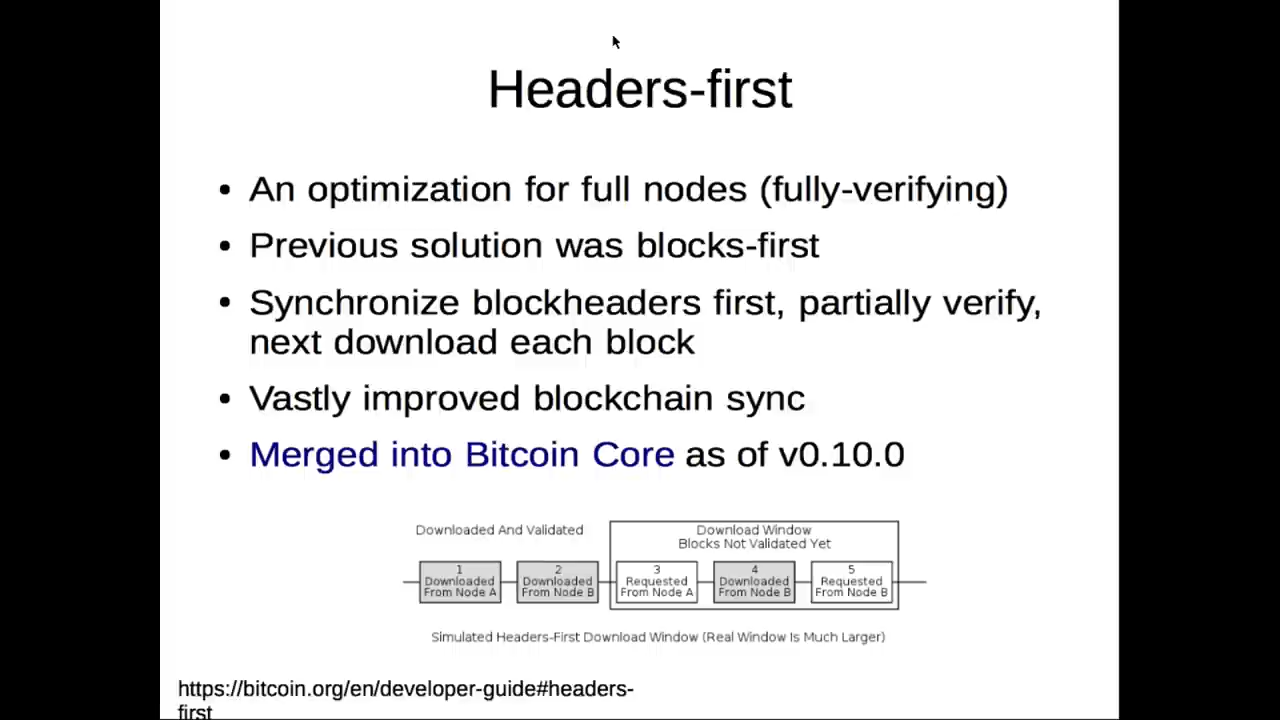 Headers-first
• An optimization for full nodes (fully-verifying)
• Previous solution was blocks-first
• Synchronize blockheaders first, partially verify,
next download each block
• Vastly improved blockchain sync
• Merged into Bitcoin Core as of v0.10.0
Downloaded And Validated
Download Window
Blocks Not Validated Yet
1
Downloaded
From Node A
2
Downloaded
From Node B
3
Requested
From Node A
4
Downloaded
From Node B
5
Requested
From Node B
Simulated Headers-First Download Window (Real Window Is Much Larger)
https://bitcoin.org/en/developer-guide#headers-
first